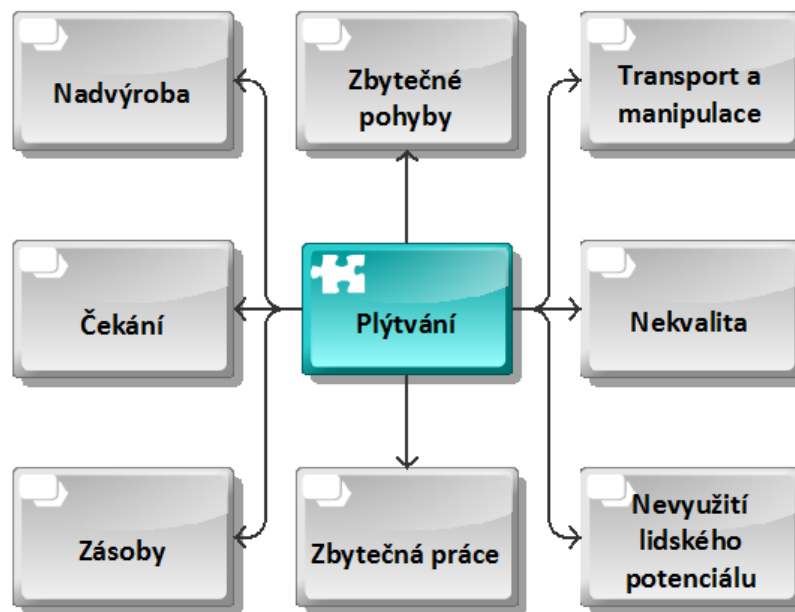 Nadvýroba
Zbytečné
pohyby
Transport a
manipulace
Čekání
Plýtvání
Nekvalita
Zásoby
Zbytečná práce
Nevyužití
lidského
potenciálu